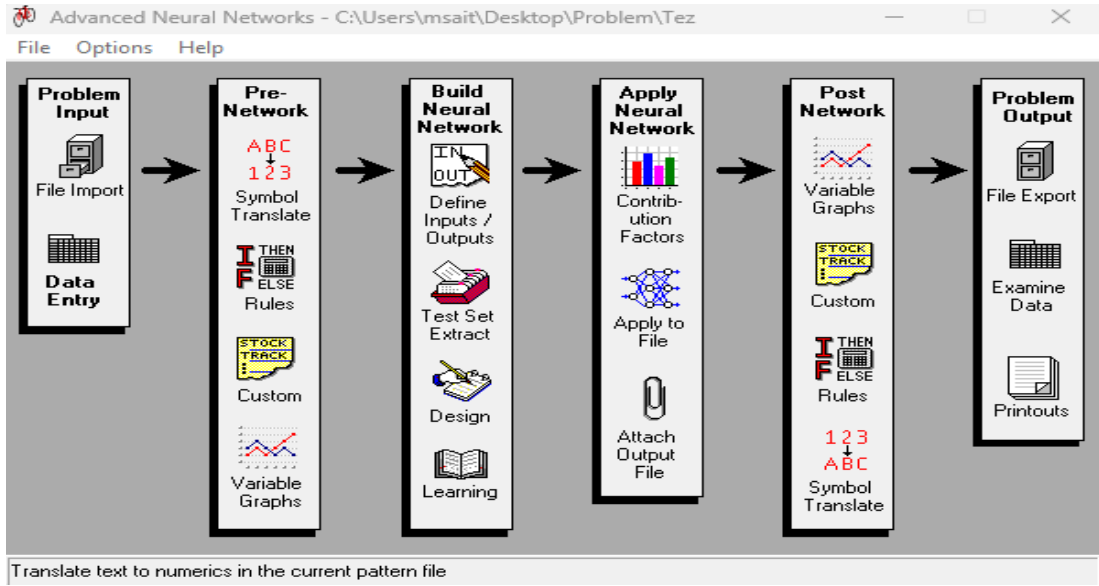 Advanced Neural Networks - C:\Users\msait\Desktop\Problem\Tez
File Options Help
Problem
Input
File Import
Data
Entry
Pre-
Network
ABC
123
Symbol
Translate
IF THEN
ELSE
Rules
STOCK
TRACK
Custom
Variable
Graphs
Build
Neural
Network
IN
OUT
Define
Inputs /
Outputs
Test Set
Extract
Design
Learning
Apply
Neural
Network
Contrib-
ution
Factors
Apply to
File
Attach
Output
File
Post
Network
Variable
Graphs
STOCK
TRACK
Custom
IF THEN
ELSE
Rules
123
ABC
Symbol
Translate
Problem
Output
File Export
Examine
Data
Printouts
Translate text to numerics in the current pattern file